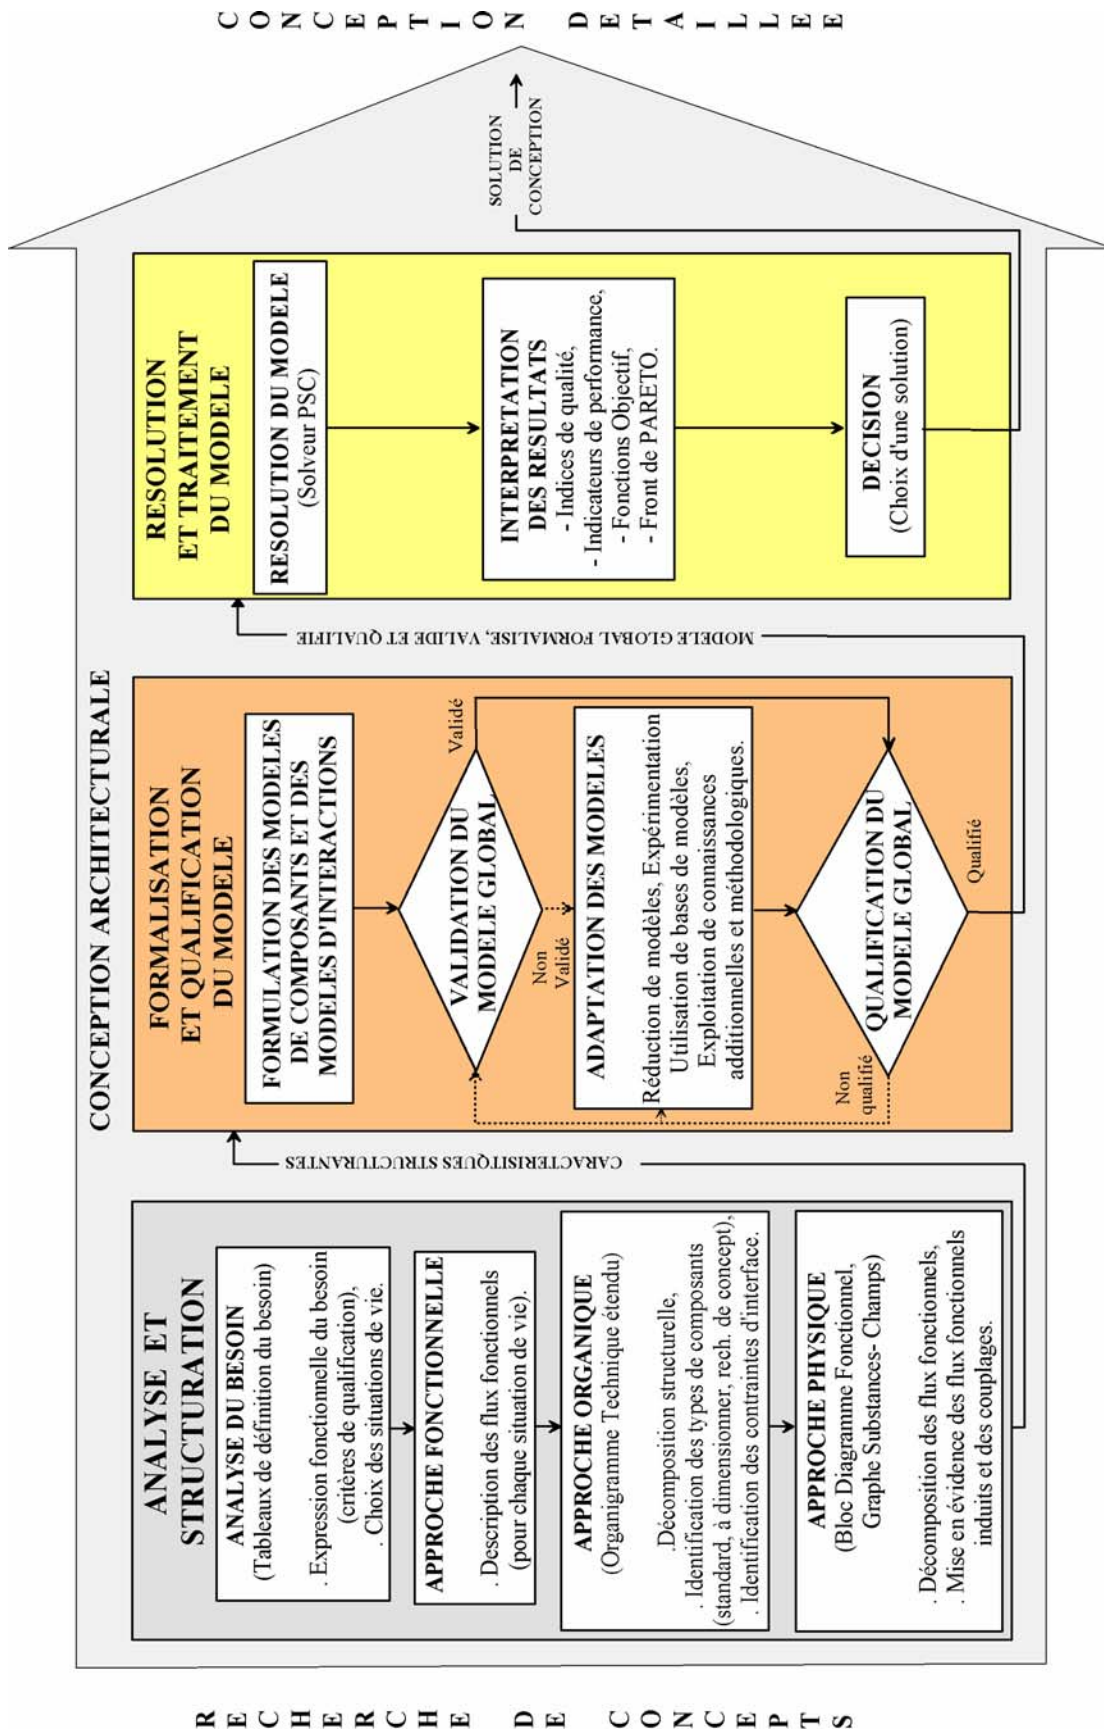 RECHERCHE DE CONCEPTS
CONCEPTION ARCHITECTURALE
ANALYSE ET
STRUCTURATION
ANALYSE DU BESOIN
(Tableaux de définition du besoin)
. Expression fonctionnelle du besoin
(critères de qualification),
. Choix des situations de vie.
APPROCHE FONCTIONNELLE
. Description des flux fonctionnels
(pour chaque situation de vie).
APPROCHE ORGANIQUE
(Organigramme Technique étendu)
.Décomposition structurelle,
. Identification des types de composants
(standard, à dimensionner, rech. de concept),
. Identification des contraintes d'interface.
APPROCHE PHYSIQUE
(Bloc Diagramme Fonctionnel,
Graphe Substances- Champs)
. Décomposition des flux fonctionnels,
. Mise en évidence des flux fonctionnels
induits et des couplages.
CARACTERISITQUES STRUCTURANTES
FORMALISATION
ET QUALIFICATION
DU MODELE
FORMULATION DES MODELES
DE COMPOSANTS ET DES
MODELES D'INTERACTIONS
VALIDATION DU
MODELE GLOBAL
Validé
Non
Validé
ADAPTATION DES MODELES
Réduction de modèles, Expérimentation
Utilisation de bases de modèles,
Exploitation de connaissances
additionnelles et méthodologiques.
QUALIFICATION DU
MODELE GLOBAL
Non
qualifié
Qualifié
MODELE GLOBAL FORMALISE, VALIDE ET QUALIFIE
RESOLUTION
ET TRAITEMENT
DU MODELE
RESOLUTION DU MODELE
(Solveur PSC)
INTERPRETATION
DES RESULTATS
- Indices de qualité,
- Indicateurs de performance,
- Fonctions Objectif,
- Front de PARETO.
DECISION
(Choix d'une solution)
SOLUTION
DE
CONCEPTION
CONCEPTION DETAILLEE